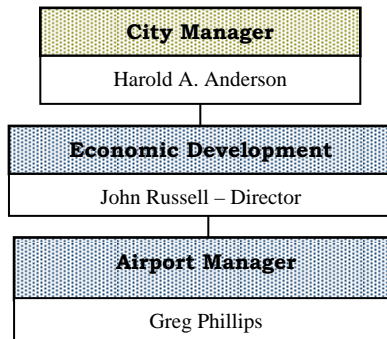 City Manager
Harold A. Anderson
Economic Development
John Russell – Director
Airport Manager
Greg Phillips